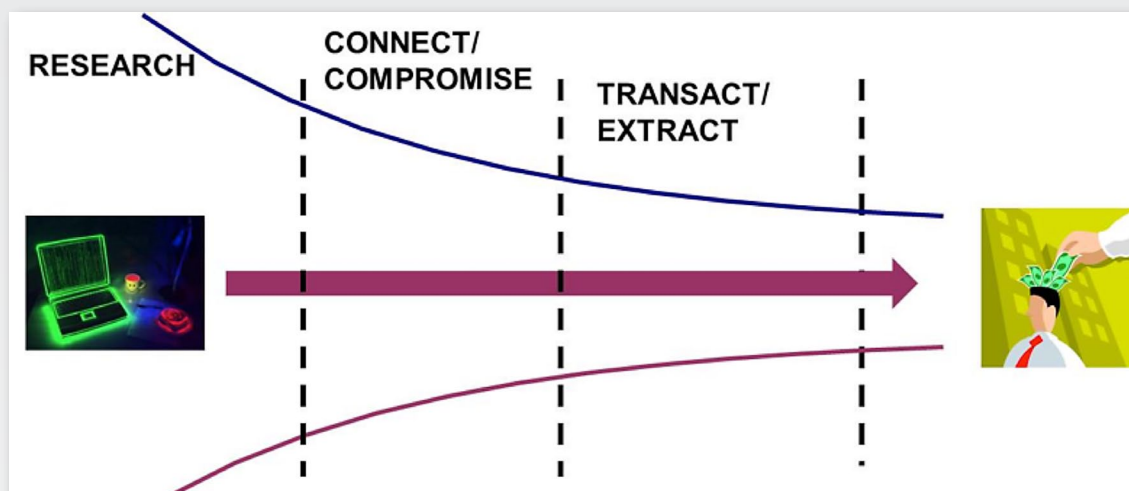 RESEARCH
CONNECT/
COMPROMISE
TRANSACT/
EXTRACT